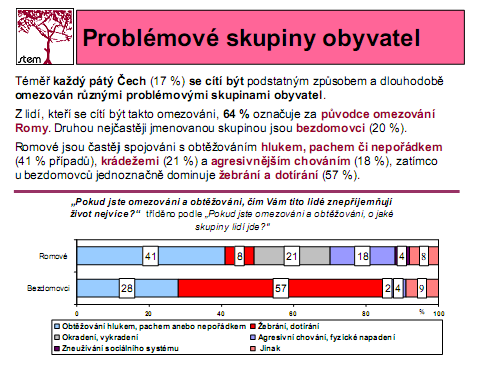 stem
Problémové skupiny obyvatel
Téměř každý pátý Čech (17 %) se cítí být podstatným způsobem a dlouhodobě
omezován různými problémovými skupinami obyvatel.
Z lidí, kteří se cítí být takto omezováni, 64 % označuje za původce omezování
Romy. Druhou nejčastěji jmenovanou skupinou jsou bezdomovci (20 %).
Romové jsou častěji spojováni s obtěžováním hlukem, pachem či nepořádkem
(41 % případů), krádežemi (21 %) a agresivnějším chováním (18 %), zatímco
u bezdomovců jednoznačně dominuje žebrání a dotírání (57 %).
„Pokud jste omezování a obtěžováni, čím Vám tito lidé znepříjemňují
život nejvíce?“ tříděno podle „Pokud jste omezováni a obtěžováni, o jaké
skupiny lidí jde?“
Romové 41 8 21 18 4 8
Bezdomovci 28 57 2 4 9
0 20 40 60 80 % 100
Obtěžování hlukem, pachem anebo nepořádkem Žebrání, dotírání
Okradení, vykradení Agresivní chování, fyzické napadení
Zneužívání sociálního systému Jinak